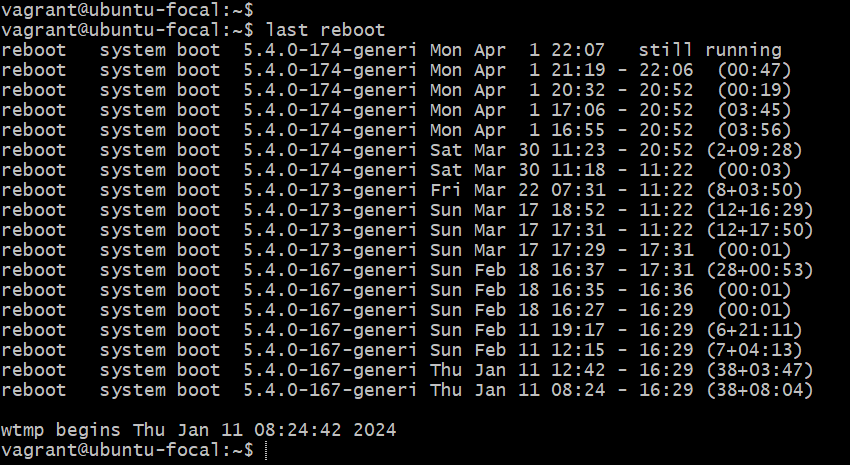 vagrant@ubuntu-focal:~$
vagrant@ubuntu-focal:~$ last reboot
reboot   system boot  5.4.0-174-generi Mon Apr  1 22:07   still running
reboot   system boot  5.4.0-174-generi Mon Apr  1 21:19 - 22:06  (00:47)
reboot   system boot  5.4.0-174-generi Mon Apr  1 20:32 - 20:52  (00:19)
reboot   system boot  5.4.0-174-generi Mon Apr  1 17:06 - 20:52  (03:45)
reboot   system boot  5.4.0-174-generi Mon Apr  1 16:55 - 20:52  (03:56)
reboot   system boot  5.4.0-174-generi Sat Mar 30 11:23 - 20:52 (2+09:28)
reboot   system boot  5.4.0-174-generi Sat Mar 30 11:18 - 11:22  (00:03)
reboot   system boot  5.4.0-173-generi Fri Mar 22 07:31 - 11:22 (8+03:50)
reboot   system boot  5.4.0-173-generi Sun Mar 17 18:52 - 11:22 (12+16:29)
reboot   system boot  5.4.0-173-generi Sun Mar 17 17:31 - 11:22 (12+17:50)
reboot   system boot  5.4.0-173-generi Sun Mar 17 17:29 - 17:31  (00:01)
reboot   system boot  5.4.0-167-generi Sun Feb 18 16:37 - 17:31 (28+00:53)
reboot   system boot  5.4.0-167-generi Sun Feb 18 16:35 - 16:36  (00:01)
reboot   system boot  5.4.0-167-generi Sun Feb 18 16:27 - 16:29  (00:01)
reboot   system boot  5.4.0-167-generi Sun Feb 11 19:17 - 16:29 (6+21:11)
reboot   system boot  5.4.0-167-generi Sun Feb 11 12:15 - 16:29 (7+04:13)
reboot   system boot  5.4.0-167-generi Thu Jan 11 12:42 - 16:29 (38+03:47)
reboot   system boot  5.4.0-167-generi Thu Jan 11 08:24 - 16:29 (38+08:04)

wtmp begins Thu Jan 11 08:24:42 2024
vagrant@ubuntu-focal:~$